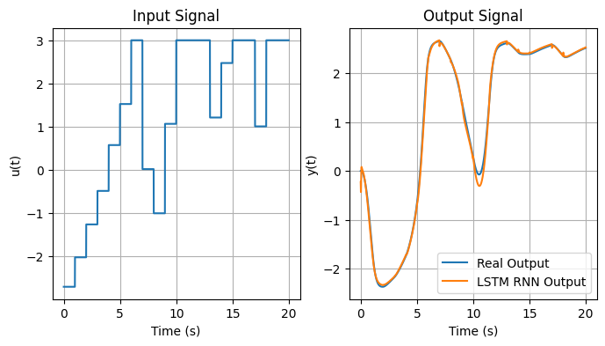 Input Signal
u(t)
3
2
1
0
−1
−2
0
5
10
15
20
Time (s)
Output Signal
y(t)
2
1
0
−1
−2
0
5
10
15
20
Time (s)
Real Output
LSTM RNN Output